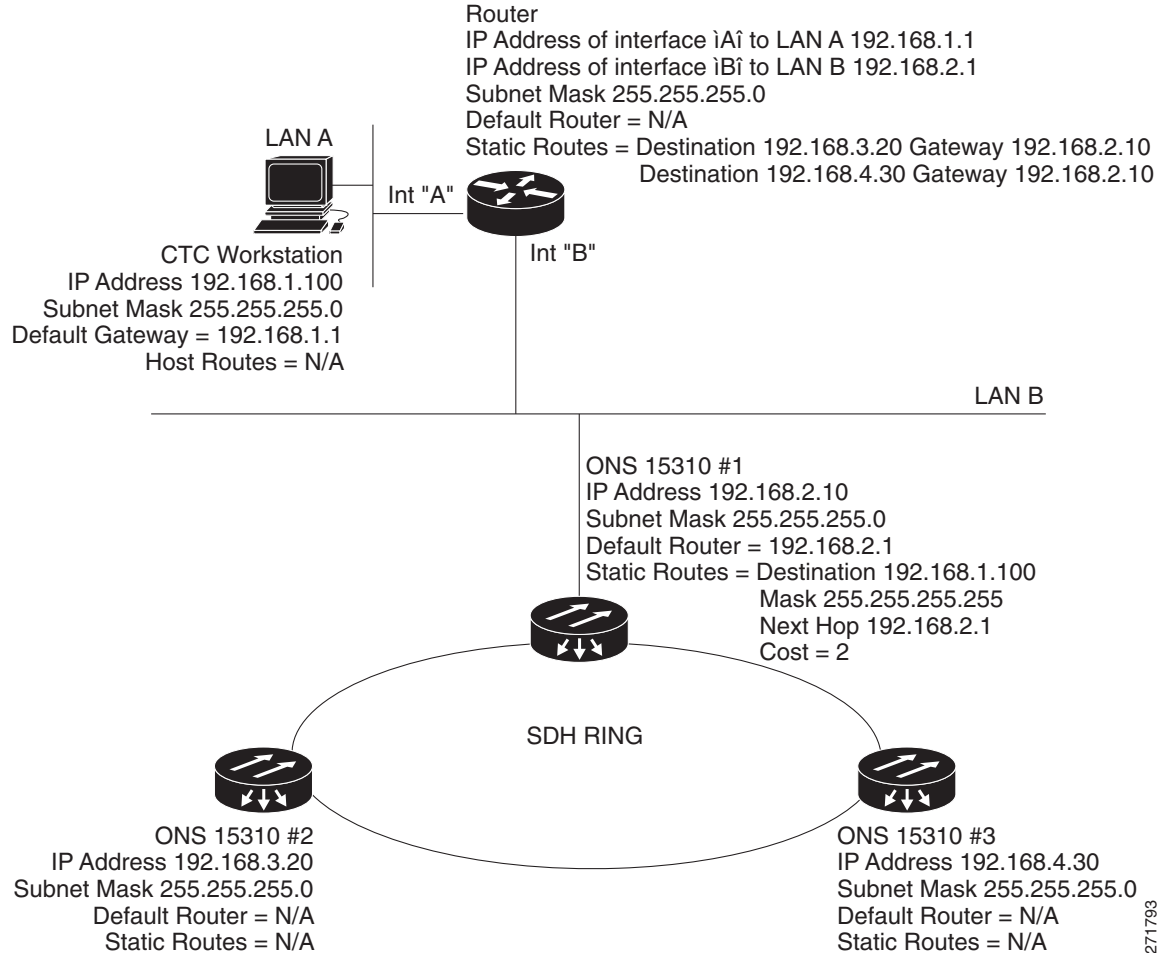 Router
IP Address of interface ìAî to LAN A 192.168.1.1
IP Address of interface ìBî to LAN B 192.168.2.1
Subnet Mask 255.255.255.0
Default Router = N/A
Static Routes = Destination 192.168.3.20 Gateway 192.168.2.10
Destination 192.168.4.30 Gateway 192.168.2.10
LAN A
Int "A"
Int "B"
CTC Workstation
IP Address 192.168.1.100
Subnet Mask 255.255.255.0
Default Gateway = 192.168.1.1
Host Routes = N/A
LAN B
ONS 15310 #1
IP Address 192.168.2.10
Subnet Mask 255.255.255.0
Default Router = 192.168.2.1
Static Routes = Destination 192.168.1.100
Mask 255.255.255.255
Next Hop 192.168.2.1
Cost = 2
SDH RING
ONS 15310 #2
IP Address 192.168.3.20
Subnet Mask 255.255.255.0
Default Router = N/A
Static Routes = N/A
ONS 15310 #3
IP Address 192.168.4.30
Subnet Mask 255.255.255.0
Default Router = N/A
Static Routes = N/A
271793